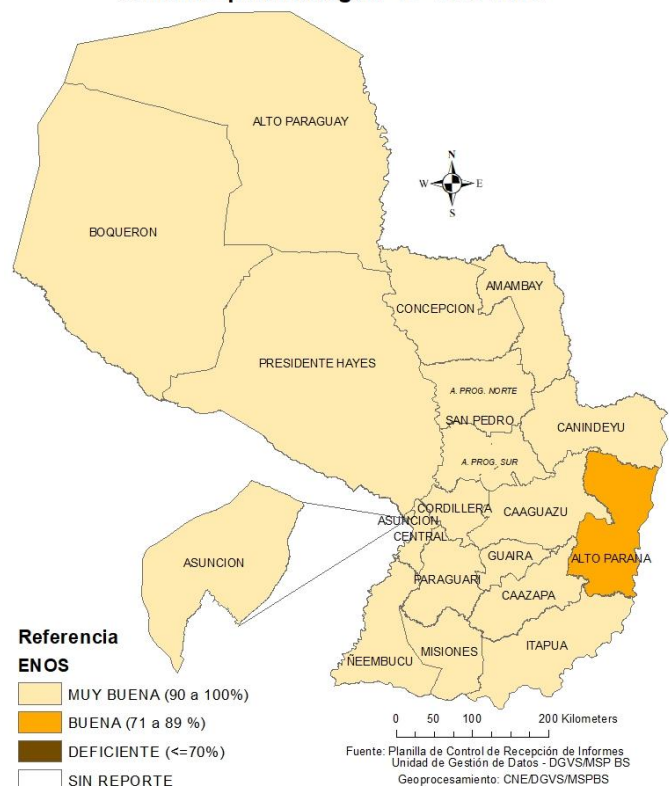 ALTO PARAGUAY
N
W E
S
BOQUERON
AMAMBAY
CONCEPCION
PRESIDENTE HAYES
A. PROG. NORTE
SAN PEDRO
CANINDEYU
A. PROG. SUR
CORDILLERA
CAAGUAZU
ASUNCION
CENTRAL
GUAIRA
ALTO PARANA
ASUNCION
PARAGUARI
CAAZAPA
ITAPUA
MISIONES
ÑEEMBUCU
Referencia
ENOS
MUY BUENA (90 a 100%)
BUENA (71 a 89 %)
DEFICIENTE (<=70%)
SIN REPORTE
0 50 100 200 Kilometers
Fuente: Planilla de Control de Recepción de Informes
Unidad de Gestión de Datos - DGVS/MSP BS
Geoprocesamiento: CNE/DGVS/MSPBS